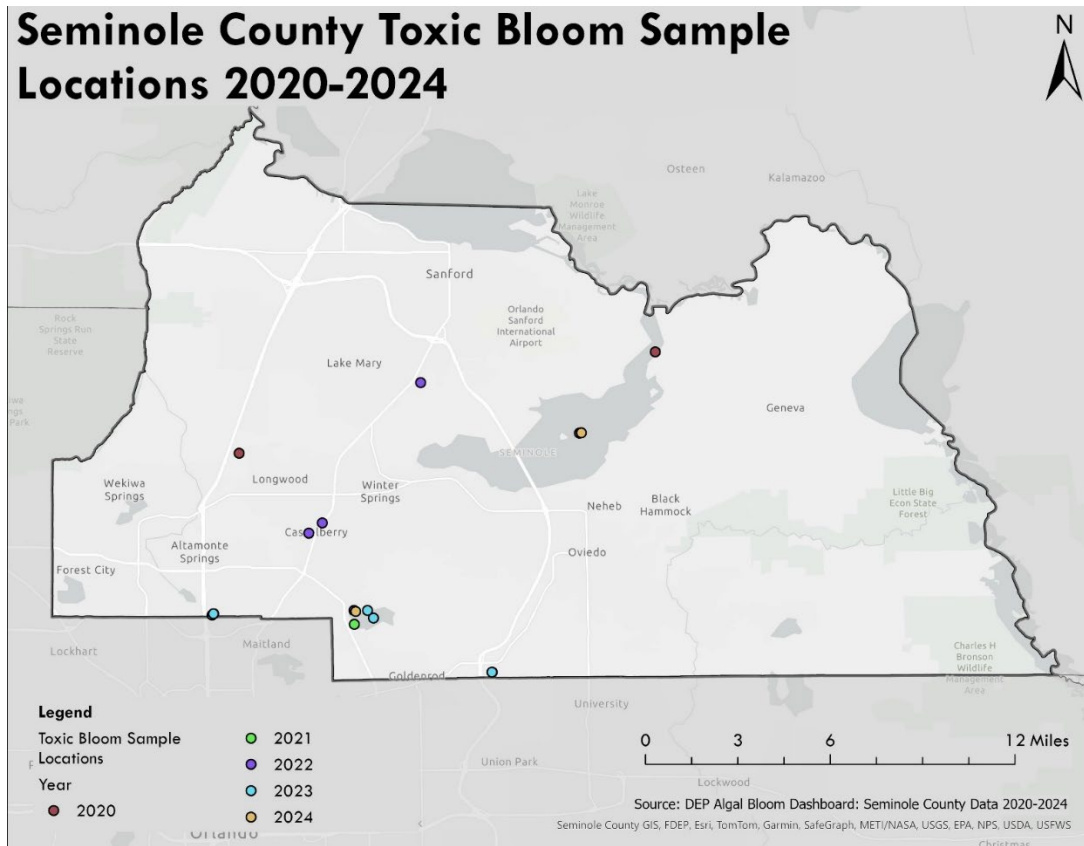 Seminole County Toxic Bloom Sample
Locations 2020-2024
N
Osteen
Kalamazoo
Lake
Monroe
Wildlife
Management
Area
Sanford
Orlando
Sanford
International
Airport
Rock
Springs Run
State
Reserve
Lake Mary
Geneva
SEMINOLE
Longwood
Wekiwa
Springs
Winter
Springs
Neheb
Black
Hammock
Little Big
Econ State
Forest
Altamonte
Springs
Oviedo
Forest City
Lockhart
Maitland
Charles H
Bronson
Wildlife
Management
Area
Goldenrod
University
Legend
Toxic Bloom Sample
Locations
Year
2020
2021
2022
2023
2024
Union Park
0 3 6 12 Miles
Lockwood
Source: DEP Algal Bloom Dashboard: Seminole County Data 2020-2024
Seminole County GIS, FDEP, Esri, TomTom, Garmin, SafeGraph, METI/NASA, USGS, EPA, NPS, USDA, USFWS
Orlando
Christmas